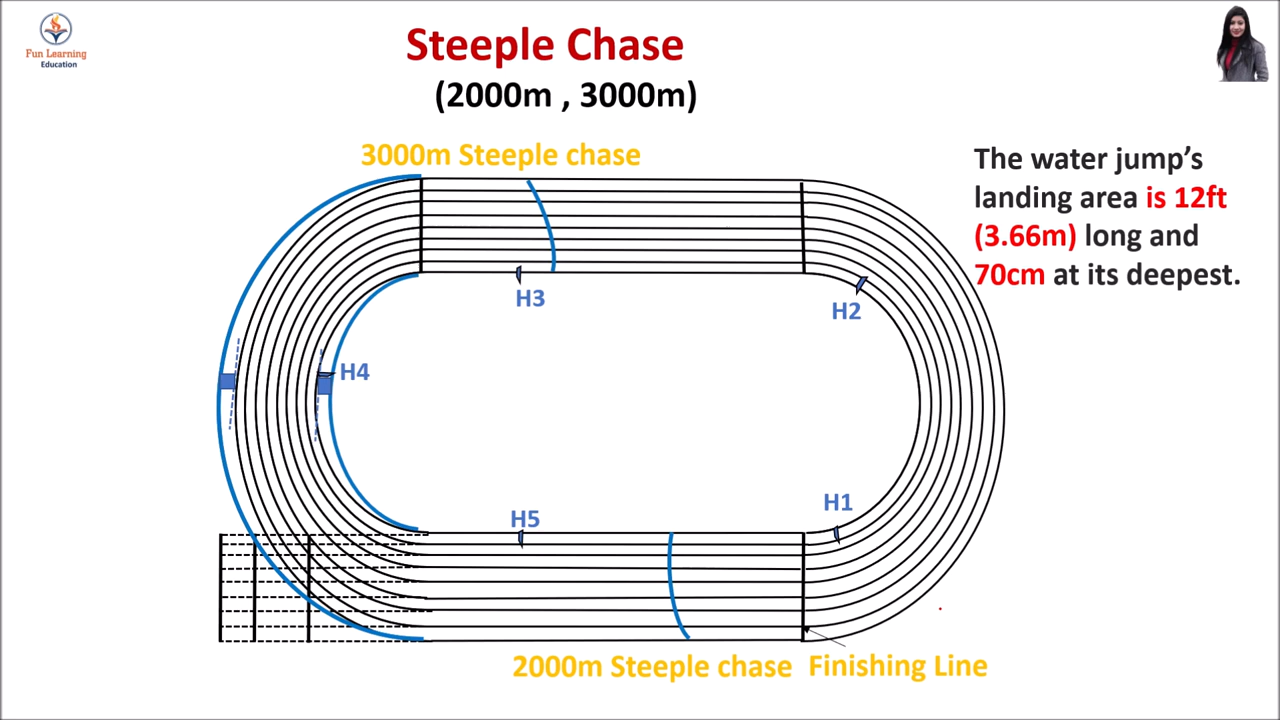 Fun Learning
Education
Steeple Chase
(2000m , 3000m)
3000m Steeple chase
The water jump’s
landing area is 12ft
(3.66m) long and
70cm at its deepest.
H3
H2
H4
H1
H5
2000m Steeple chase
Finishing Line